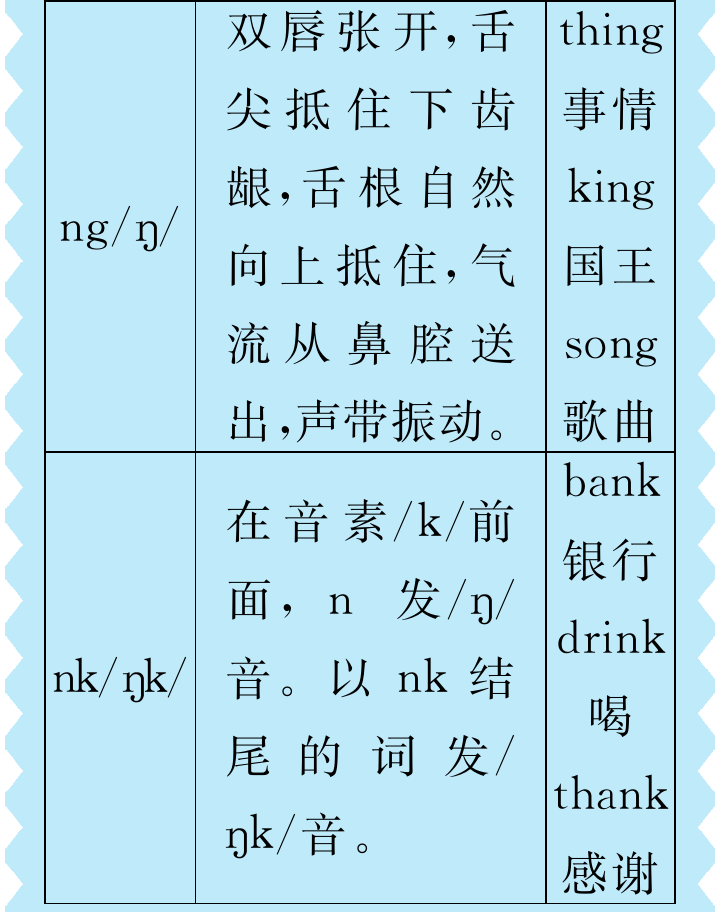 ng/ŋ/
双唇张开,舌
尖抵住下齿
龈,舌根自然
向上抵住,气
流从鼻腔送
出,声带振动。
thing
事情
king
国王
song
歌曲
nk/ŋk/
在音素/k/前
面, n 发/ŋ/
音。以 nk 结
尾的词发/
ŋk/音。
bank
银行
drink
喝
thank
感谢